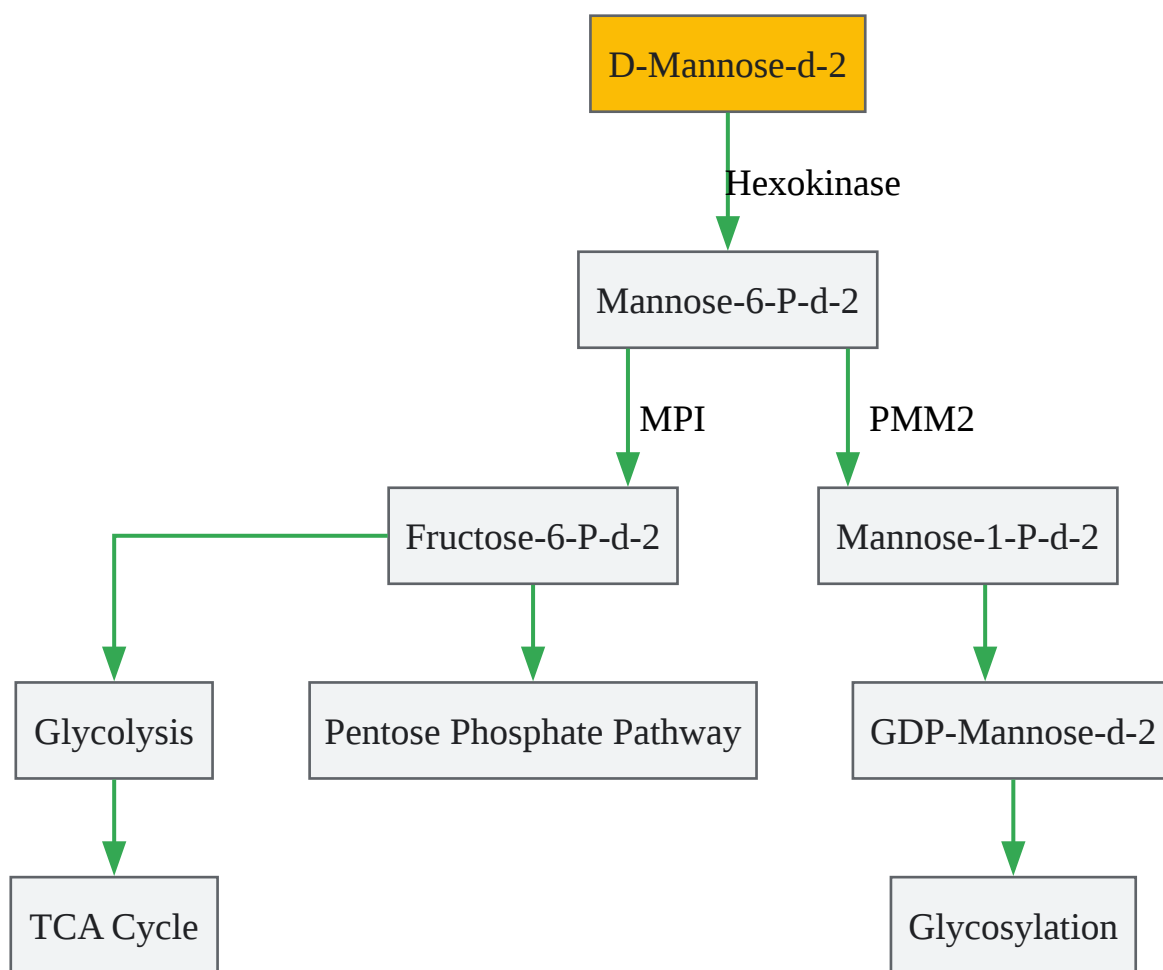 D-Mannose-d-2
Hexokinase
Mannose-6-P-d-2
MPI
PMM2
Fructose-6-P-d-2
Mannose-1-P-d-2
Glycolysis
Pentose Phosphate Pathway
GDP-Mannose-d-2
TCA Cycle
Glycosylation